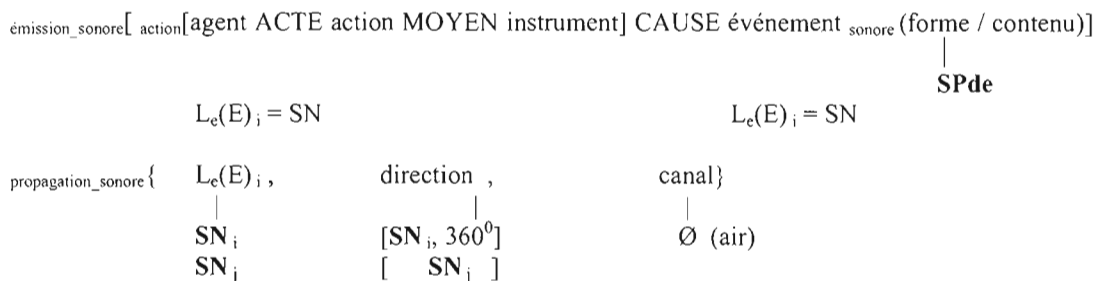 émission_sonore[ action[agent ACTE action MOYEN instrument] CAUSE événement sonore (forme / contenu)]
SPde
Lₑ(E) ᵢ = SN Lₑ(E) ᵢ = SN
propagation_sonore{ Lₑ(E) ᵢ , direction , canal}
SN ᵢ [SN ᵢ, 360⁰] Ø (air)
SN ⱼ [ SN ⱼ ]